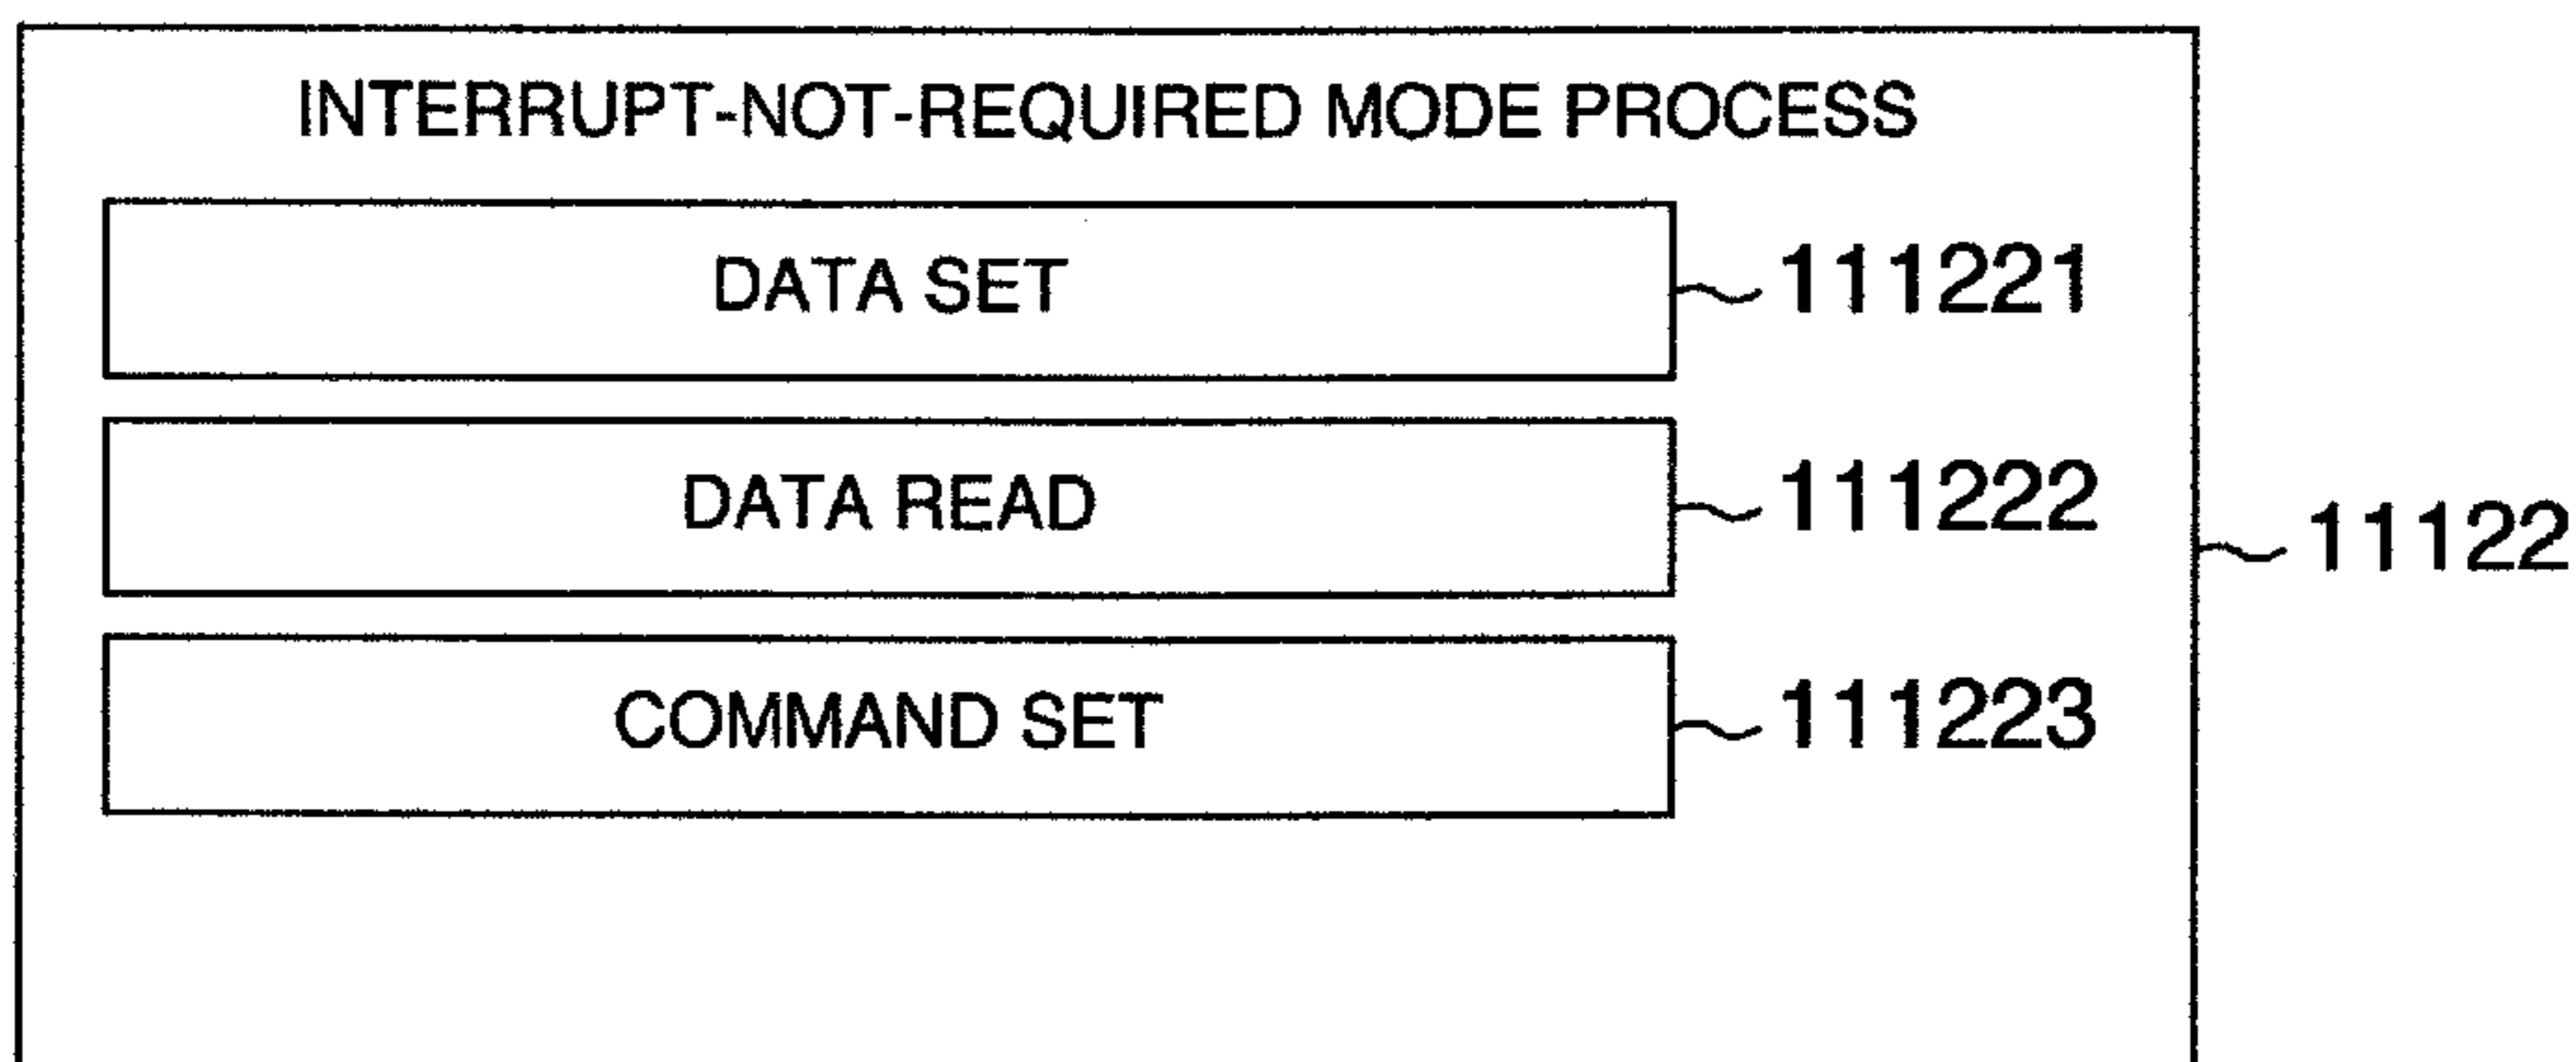 INTERRUPT-NOT-REQUIRED MODE PROCESS
DATA SET 111221
DATA READ 111222
11122
COMMAND SET 111223